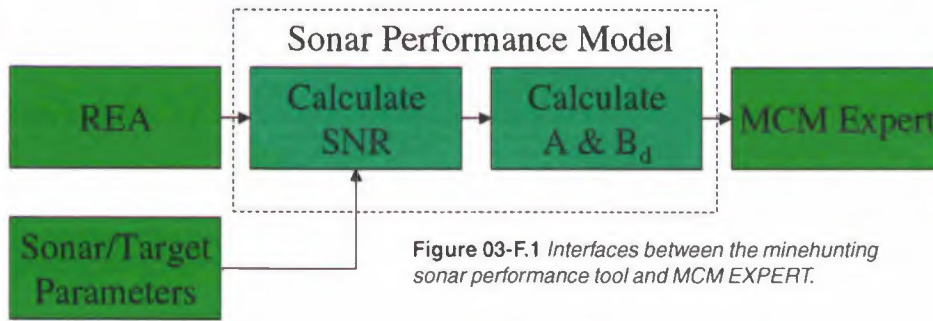 Sonar Performance Model
REA
Calculate
SNR
Calculate
A & B_d
MCM Expert
Sonar/Target
Parameters
Figure 03-F.1 Interfaces between the minehunting
sonar performance tool and MCM EXPERT.